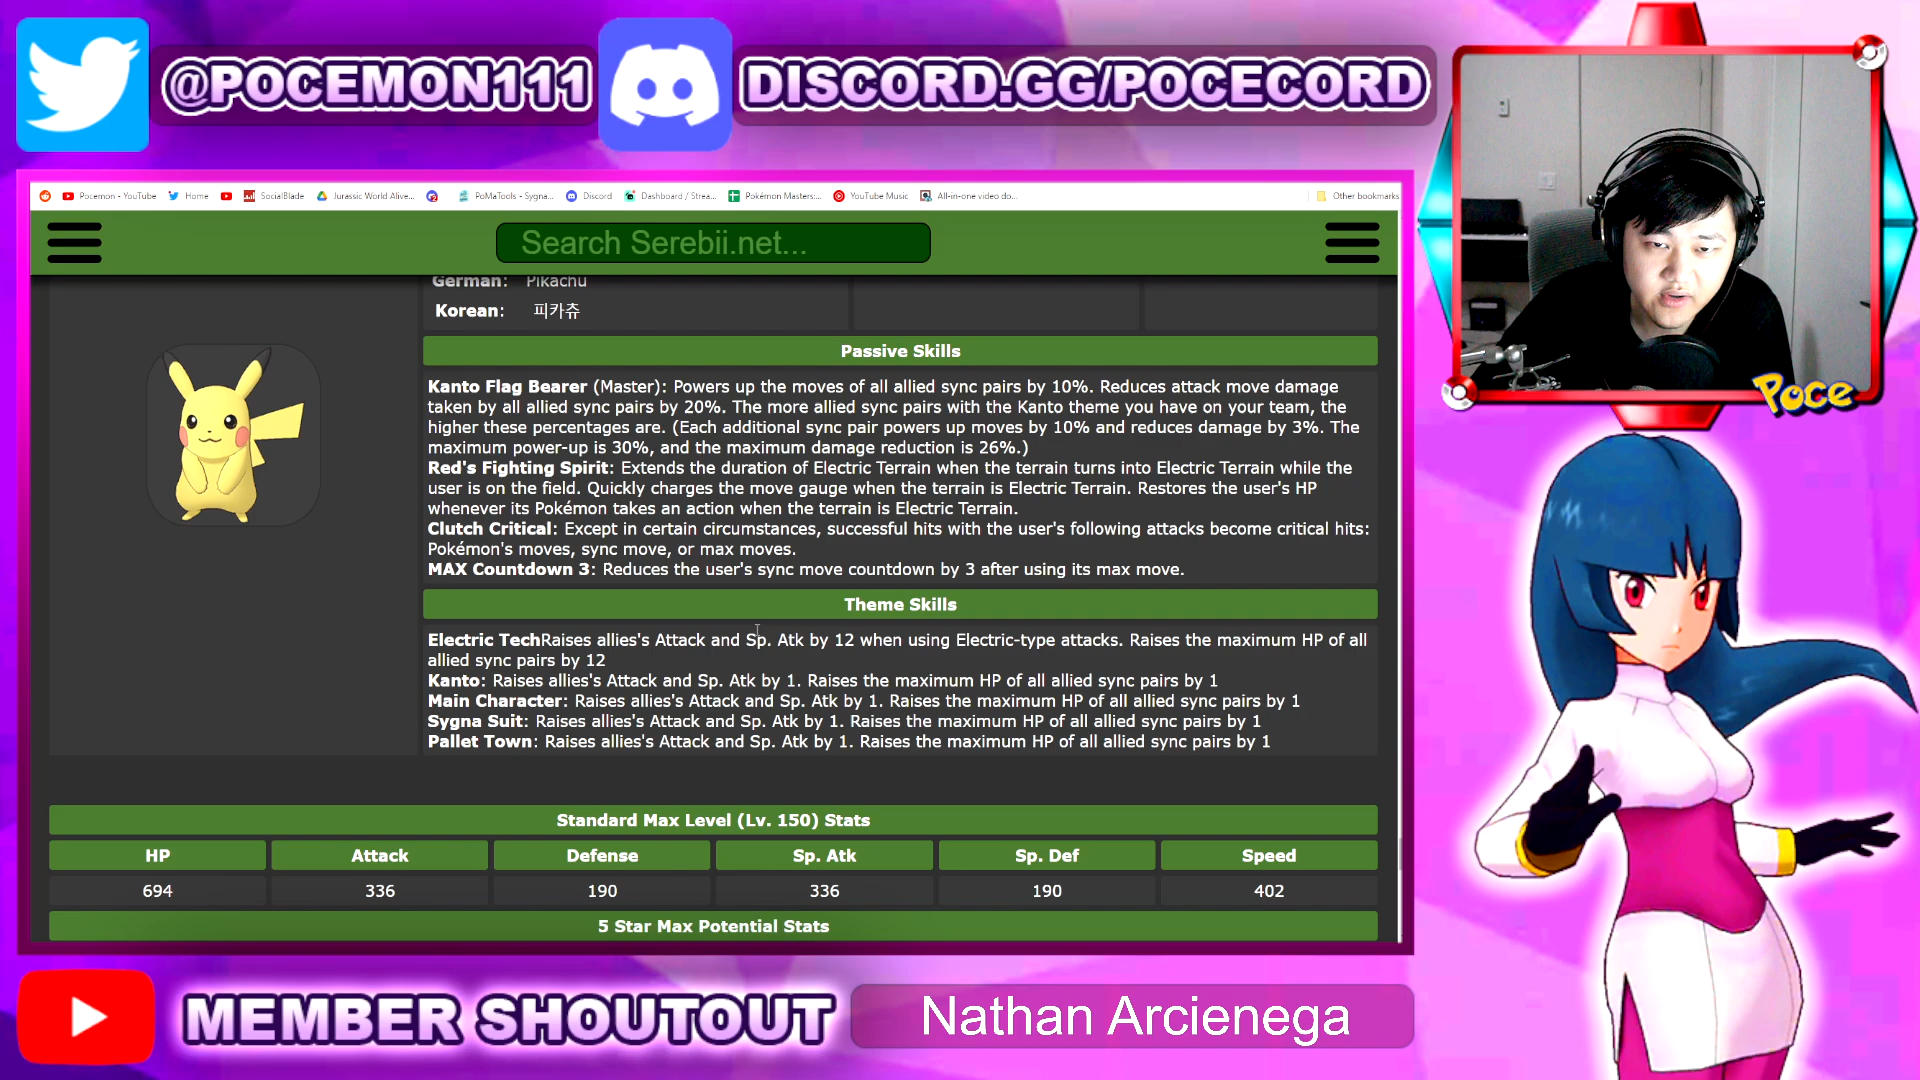 @POCEMON111
DISCORD.GG/POCECORD
Pocemon - YouTube
Home
SocialBlade
Jurassic World Alive...
PoMaTools - Sygna...
Discord
Dashboard / Strea...
Pokémon Masters:...
YouTube Music
All-in-one video do...
Other bookmarks
Search Serebii.net...
German: Pikachu
Korean: 피카츄
Passive Skills
Kanto Flag Bearer (Master): Powers up the moves of all allied sync pairs by 10%. Reduces attack move damage
taken by all allied sync pairs by 20%. The more allied sync pairs with the Kanto theme you have on your team, the
higher these percentages are. (Each additional sync pair powers up moves by 10% and reduces damage by 3%. The
maximum power-up is 30%, and the maximum damage reduction is 26%.)
Red's Fighting Spirit: Extends the duration of Electric Terrain when the terrain turns into Electric Terrain while the
user is on the field. Quickly charges the move gauge when the terrain is Electric Terrain. Restores the user's HP
whenever its Pokémon takes an action when the terrain is Electric Terrain.
Clutch Critical: Except in certain circumstances, successful hits with the user's following attacks become critical hits:
Pokémon's moves, sync move, or max moves.
MAX Countdown 3: Reduces the user's sync move countdown by 3 after using its max move.
Theme Skills
Electric TechRaises allies's Attack and Sp. Atk by 12 when using Electric-type attacks. Raises the maximum HP of all
allied sync pairs by 12
Kanto: Raises allies's Attack and Sp. Atk by 1. Raises the maximum HP of all allied sync pairs by 1
Main Character: Raises allies's Attack and Sp. Atk by 1. Raises the maximum HP of all allied sync pairs by 1
Sygna Suit: Raises allies's Attack and Sp. Atk by 1. Raises the maximum HP of all allied sync pairs by 1
Pallet Town: Raises allies's Attack and Sp. Atk by 1. Raises the maximum HP of all allied sync pairs by 1
Standard Max Level (Lv. 150) Stats
HP Attack Defense Sp. Atk Sp. Def Speed
694 336 190 336 190 402
5 Star Max Potential Stats
Poce
MEMBER SHOUTOUT
Nathan Arcienega